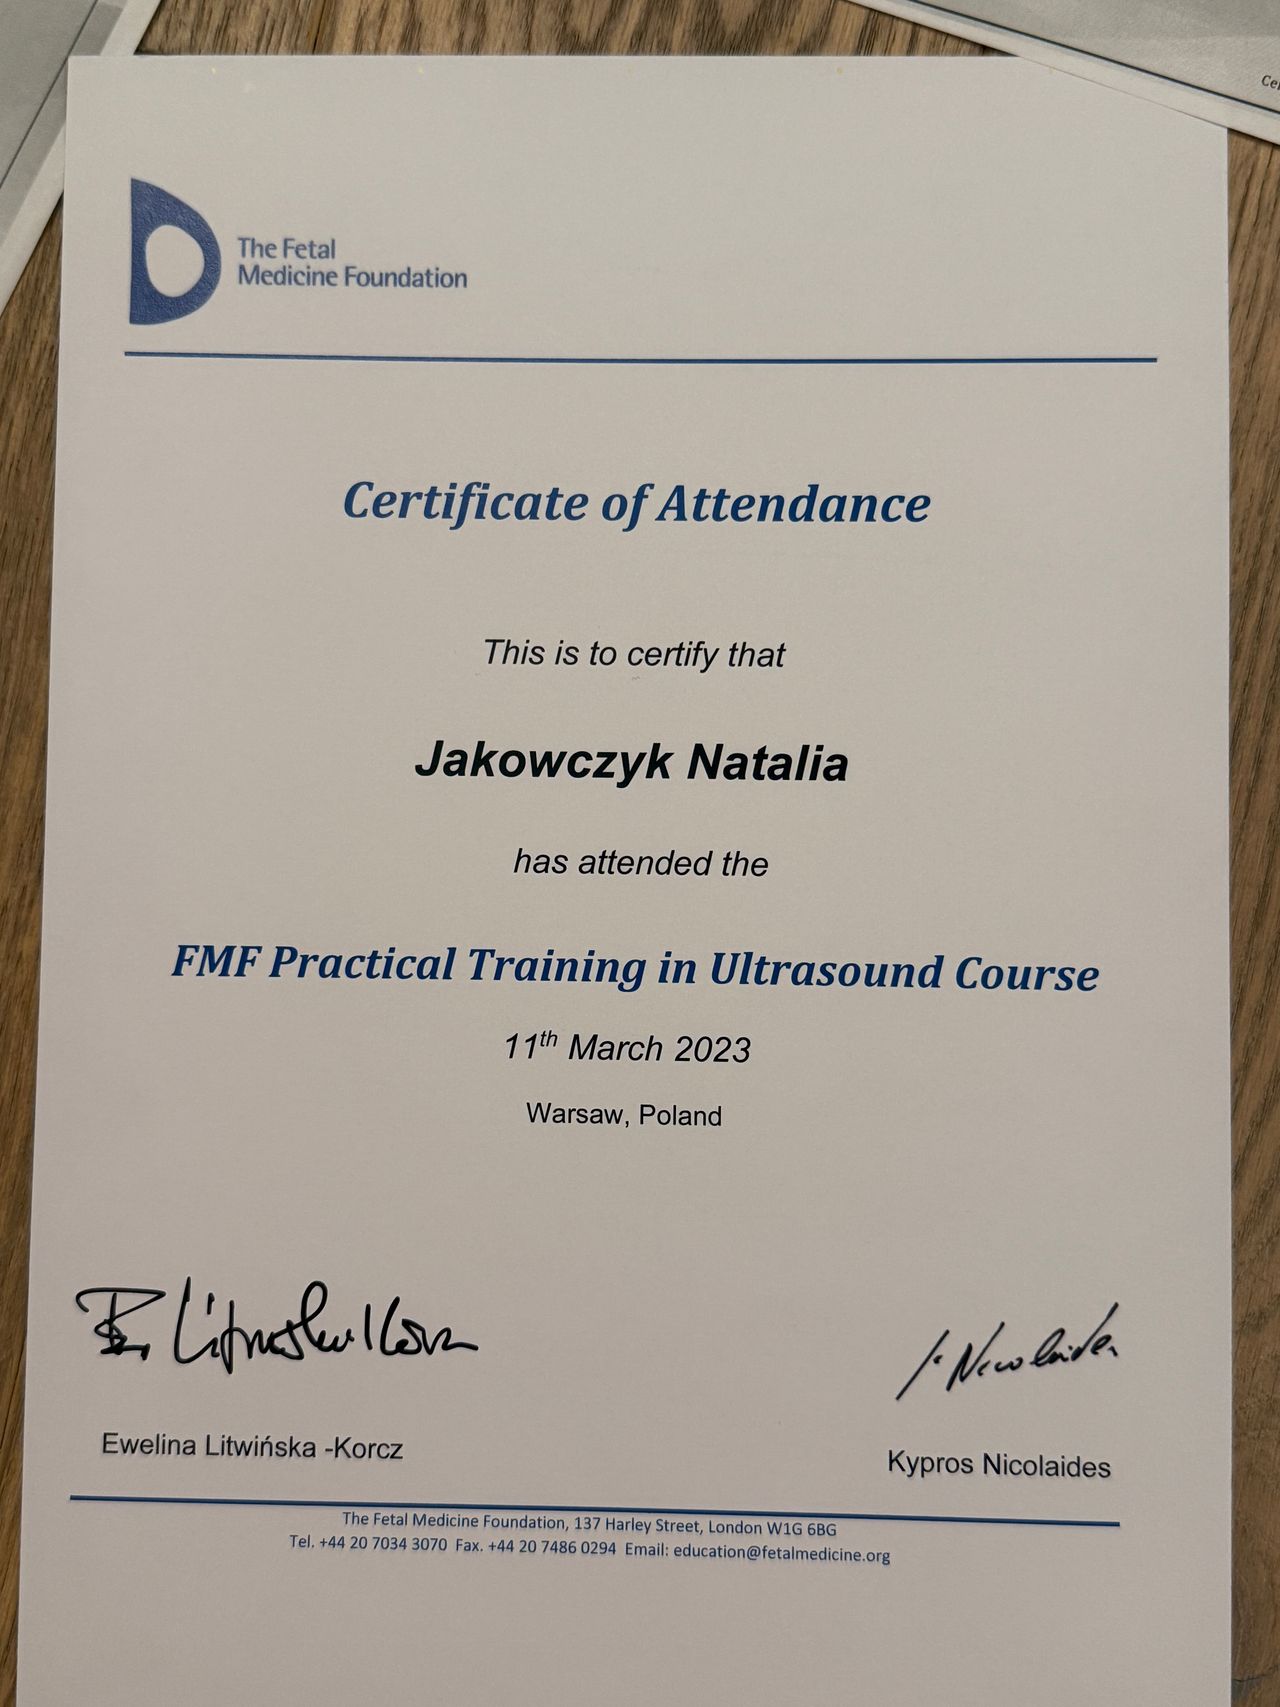 Cer
The Fetal
Medicine Foundation
Certificate of Attendance
This is to certify that
Jakowczyk Natalia
has attended the
FMF Practical Training in Ultrasound Course
11th March 2023
Warsaw, Poland
Ewelina Litwińska -Korcz
Kypros Nicolaides
The Fetal Medicine Foundation, 137 Harley Street, London W1G 6BG
Tel. +44 20 7034 3070 Fax. +44 20 7486 0294 Email: education@fetalmedicine.org